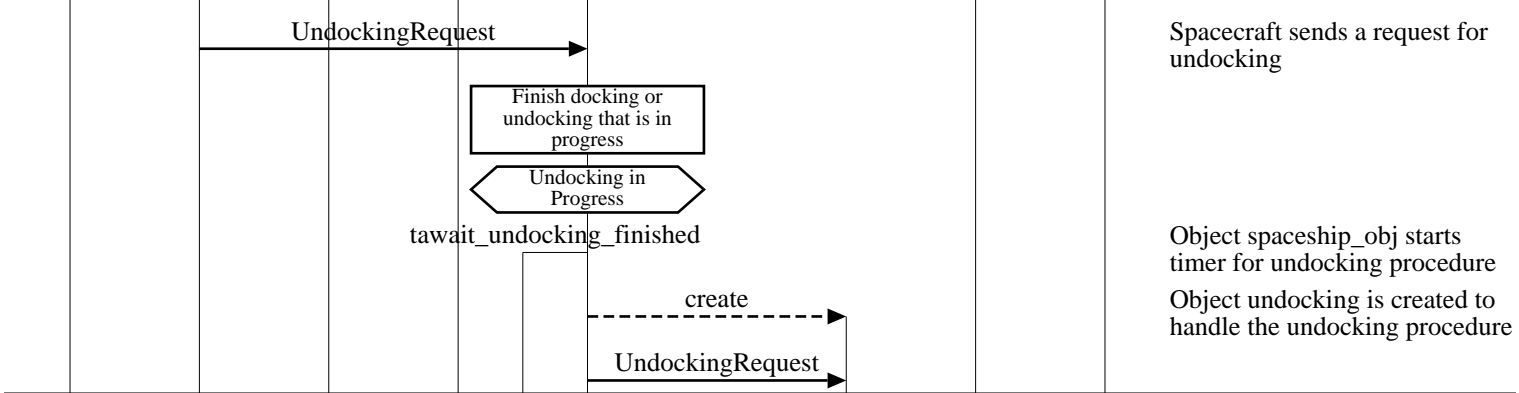 UndockingRequest
Spacecraft sends a request for
undocking
Finish docking or
undocking that is in
progress
Undocking in
Progress
tawait_undocking_finished
Object spaceship_obj starts
timer for undocking procedure
create
Object undocking is created to
handle the undocking procedure
UndockingRequest